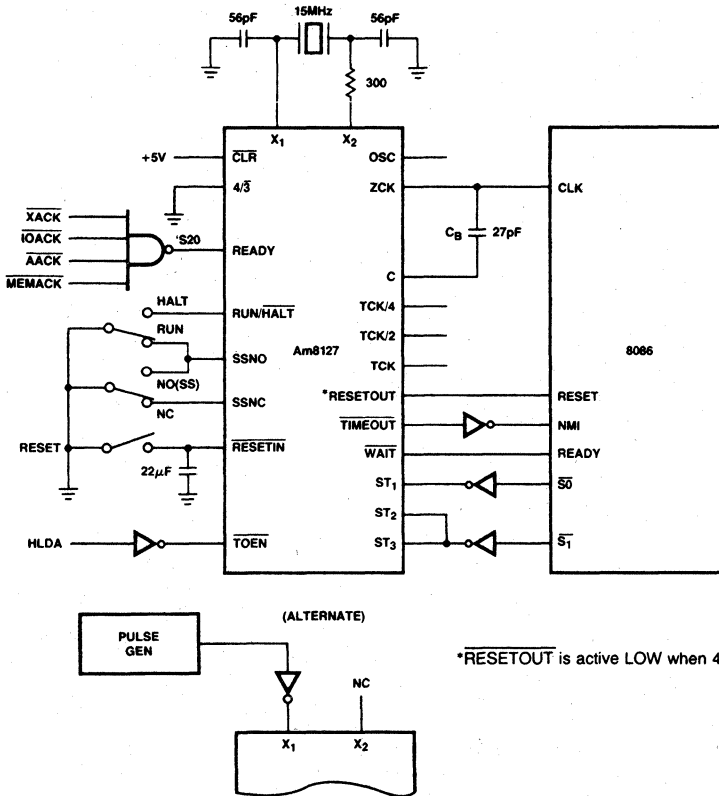 56pF
15MHz
56pF
300
X1
X2
+5V
CLR
OSC
4/3
ZCK
CLK
XACK
IOACK
AACK
MEMACK
'S20
READY
CB
27pF
C
HALT
RUN/HALT
TCK/4
RUN
TCK/2
SSNO
Am8127
8086
NO(SS)
TCK
SSNC
*RESETOUT
RESET
NC
TIMEOUT
NMI
RESET
RESETIN
WAIT
READY
22μF
ST1
S0
ST2
HLDA
TOEN
ST3
S1
(ALTERNATE)
PULSE
GEN
NC
*RESETOUT is active LOW when 4
X1
X2